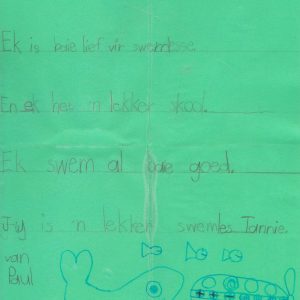 Ek is baie lief vir swemlesse.
En ek het 'n lekker skool.
Ek swem al baie goed.
Jy is 'n lekker swemles Tannie.
van
Paul